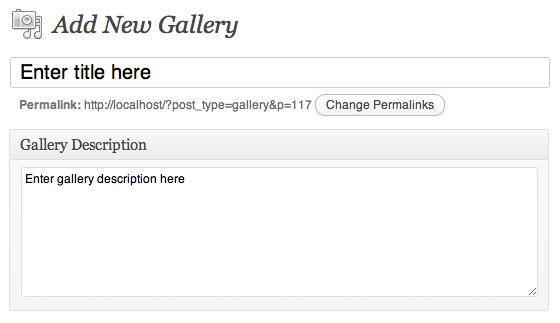 Add New Gallery
Enter title here
Permalink: http://localhost/?post_type=gallery&p=117 Change Permalinks
Gallery Description
Enter gallery description here